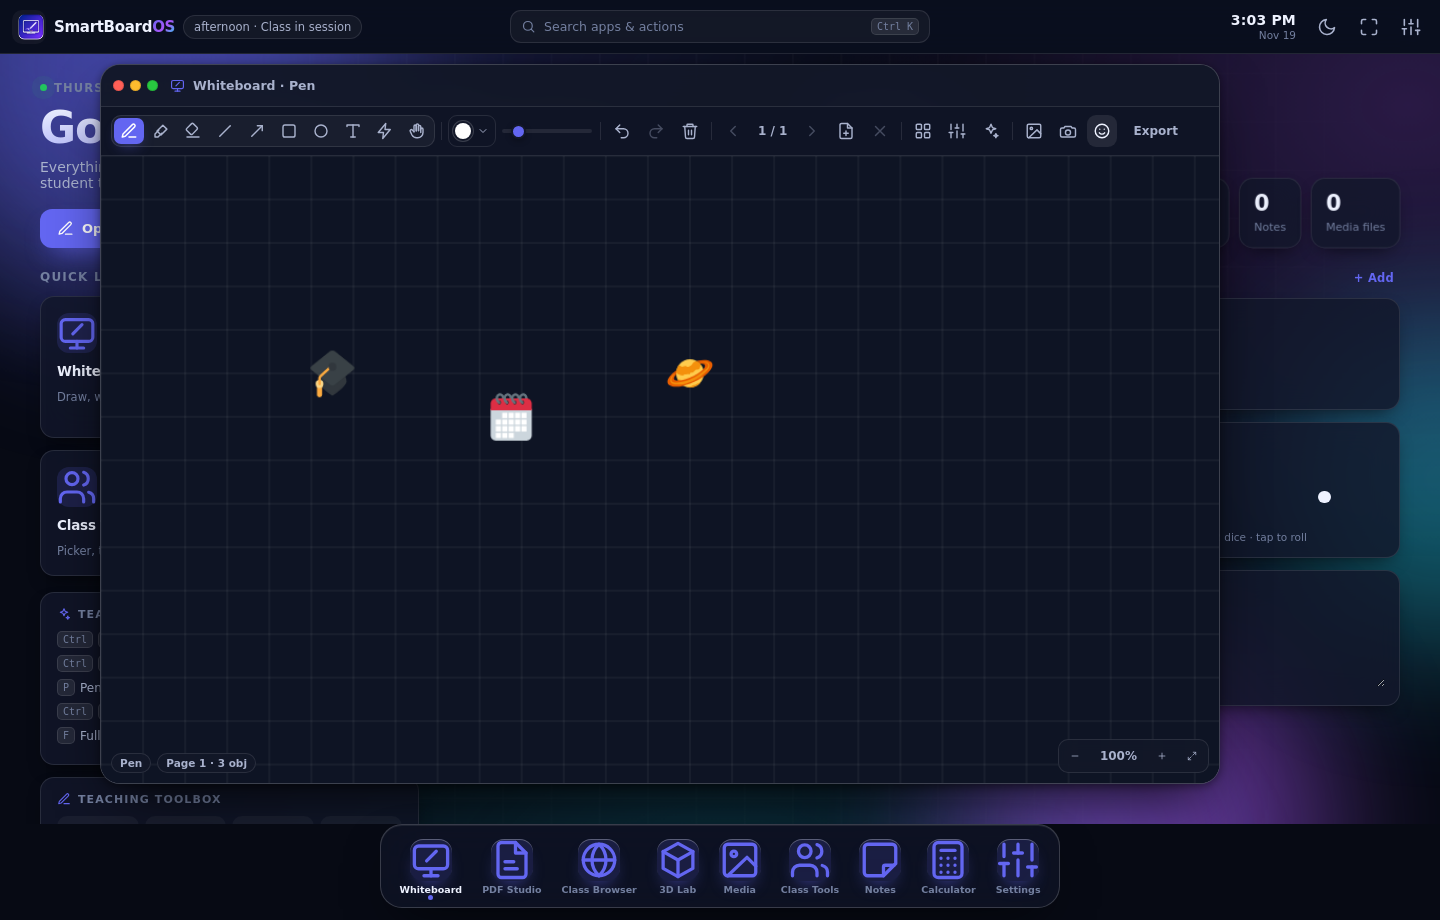 SmartBoardOS
afternoon · Class in session
Search apps & actions
Ctrl K
3:03 PM
Nov 19
Whiteboard · Pen
1 / 1
Export
student
Op
QUICK L
White
Draw, w
Class
Picker,
TEA
Ctrl
Ctrl
P Pen
Ctrl
F Full
TEACHING TOOLBOX
0
Notes
0
Media files
+ Add
dice · tap to roll
Pen
Page 1 · 3 obj
− 100% +
Whiteboard
PDF Studio
Class Browser
3D Lab
Media
Class Tools
Notes
Calculator
Settings